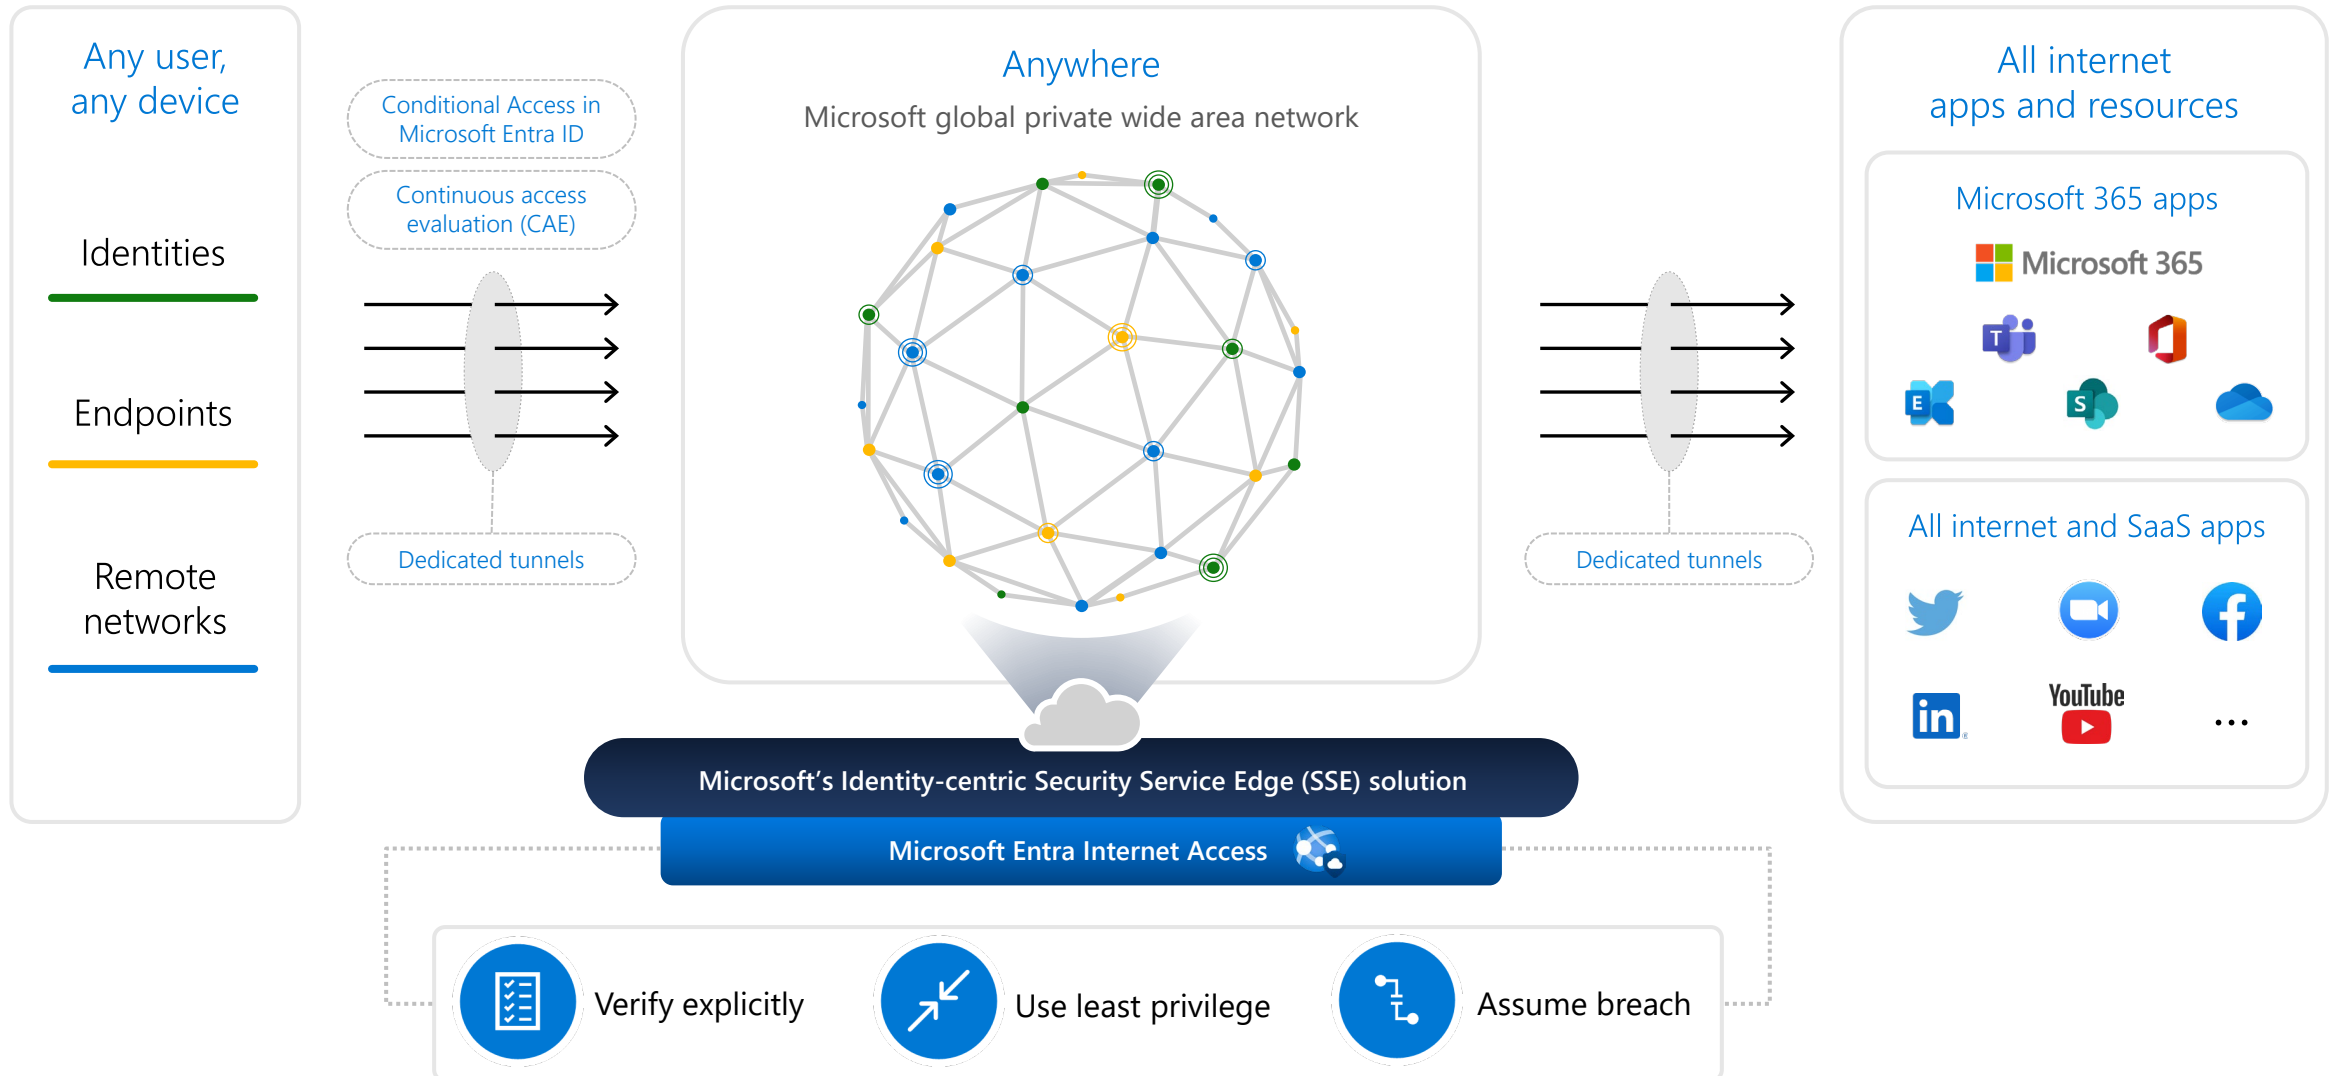 Any user,
any device
Identities
Endpoints
Remote
networks
Conditional Access in
Microsoft Entra ID
Continuous access
evaluation (CAE)
Dedicated tunnels
Anywhere
Microsoft global private wide area network
Dedicated tunnels
All internet
apps and resources
Microsoft 365 apps
Microsoft 365
T
E
S
All internet and SaaS apps
in
YouTube
...
Microsoft’s Identity-centric Security Service Edge (SSE) solution
Microsoft Entra Internet Access
Verify explicitly
Use least privilege
Assume breach